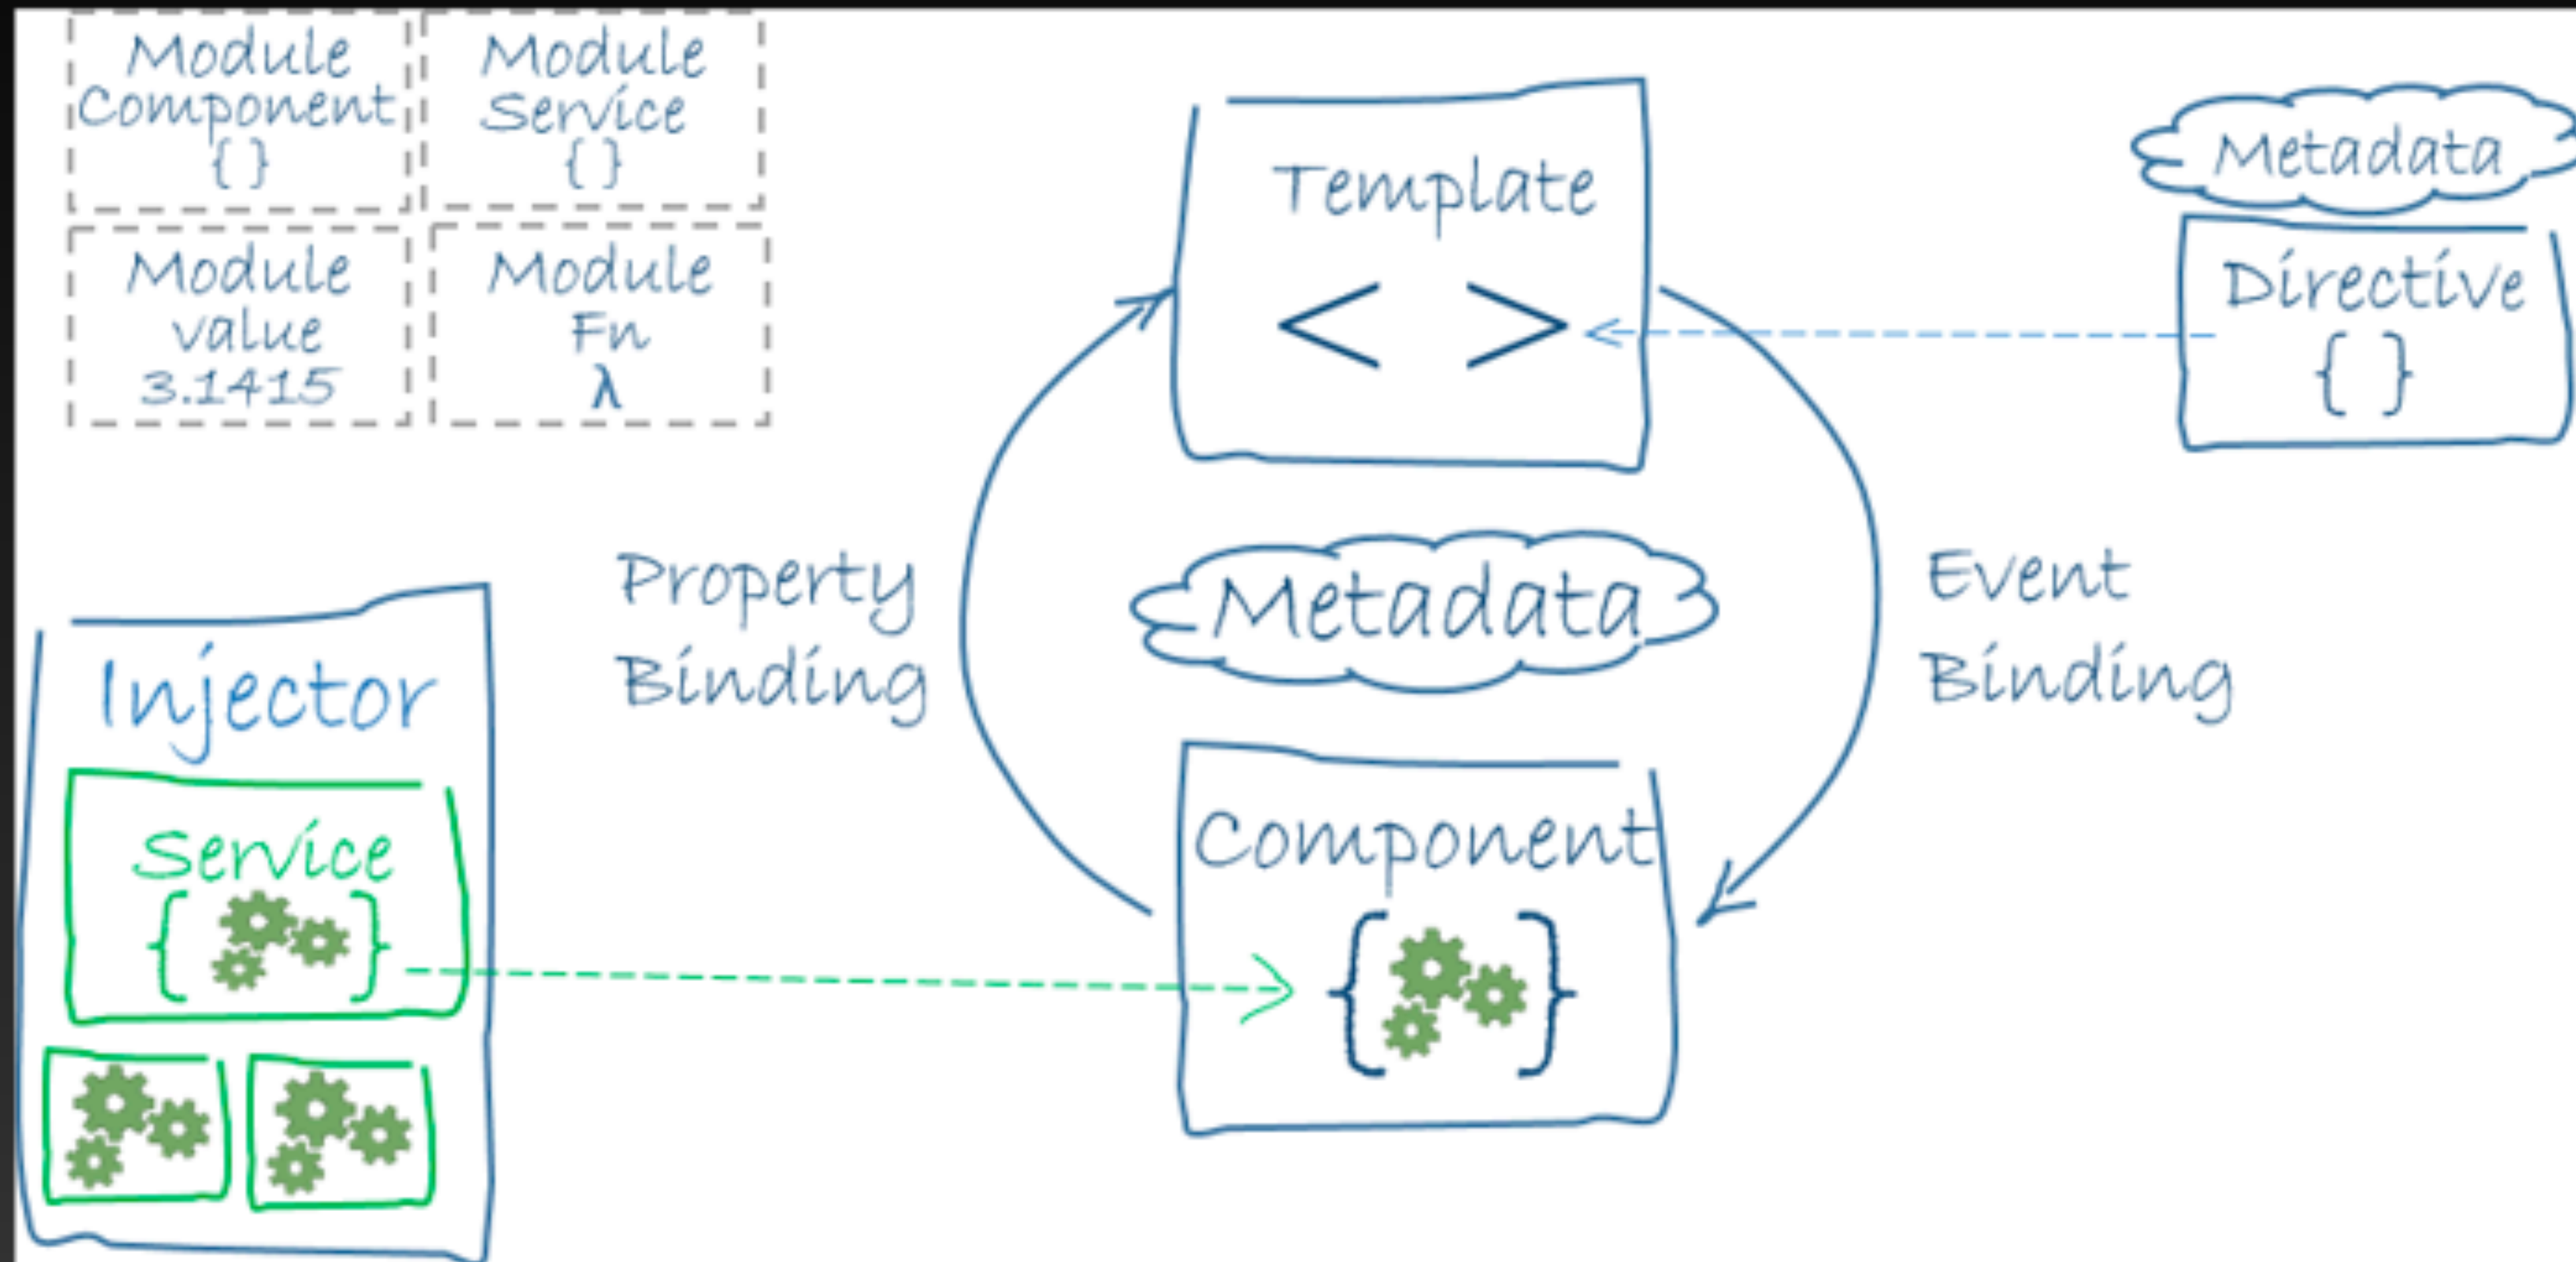 Module
Component
{ }
Module
Service
{ }
Module
value
3.1415
Module
Fn
λ
Template
< >
Metadata
Directive
{ }
Property
Binding
Metadata
Event
Binding
Injector
Service
{ }
Component
{ }